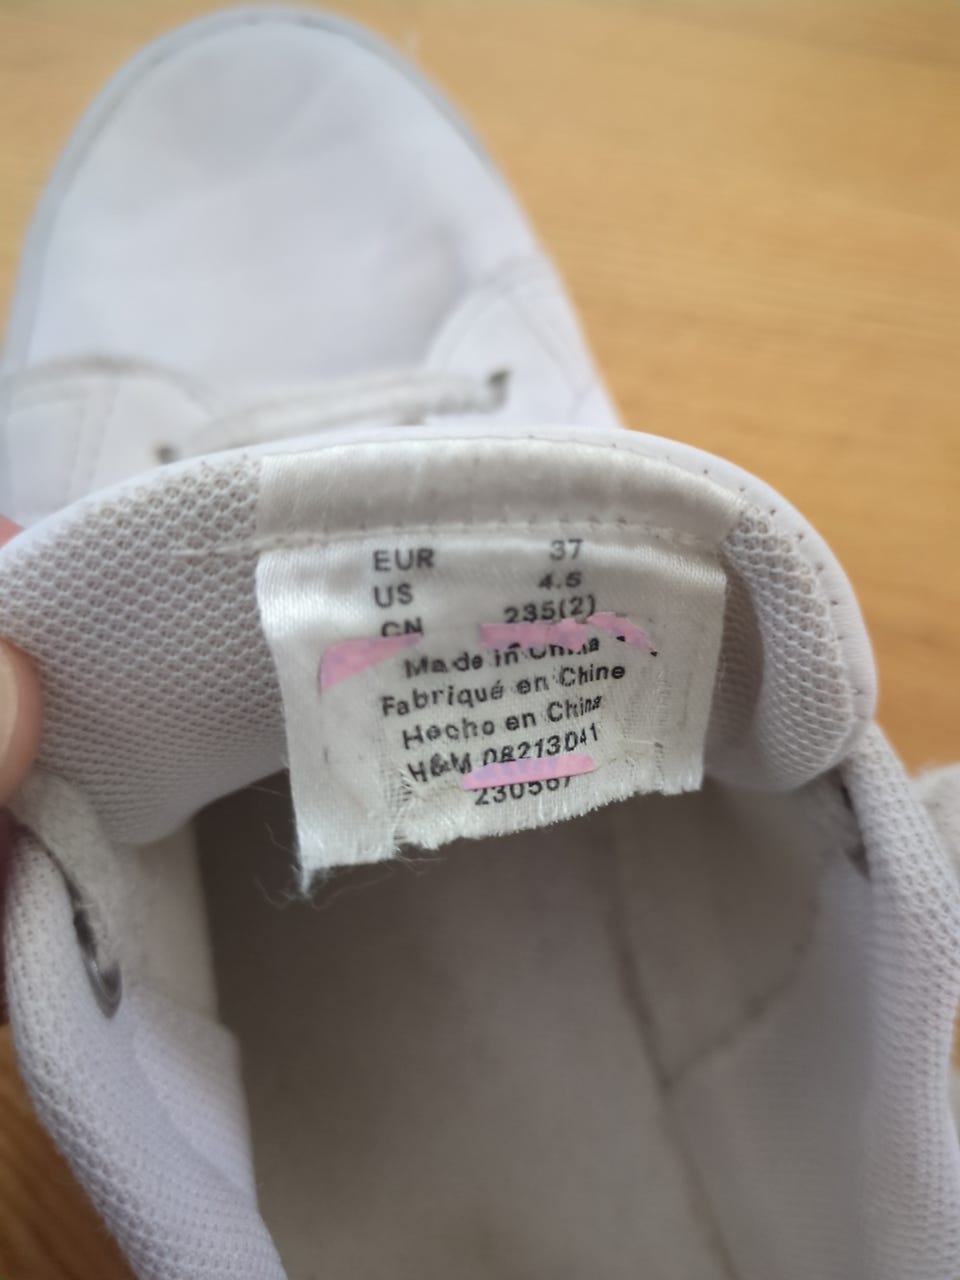 EUR 37
US 4.5
CN 235(2)
Made in China
Fabriqué en Chine
Hecho en China
H&M 08213041
230567